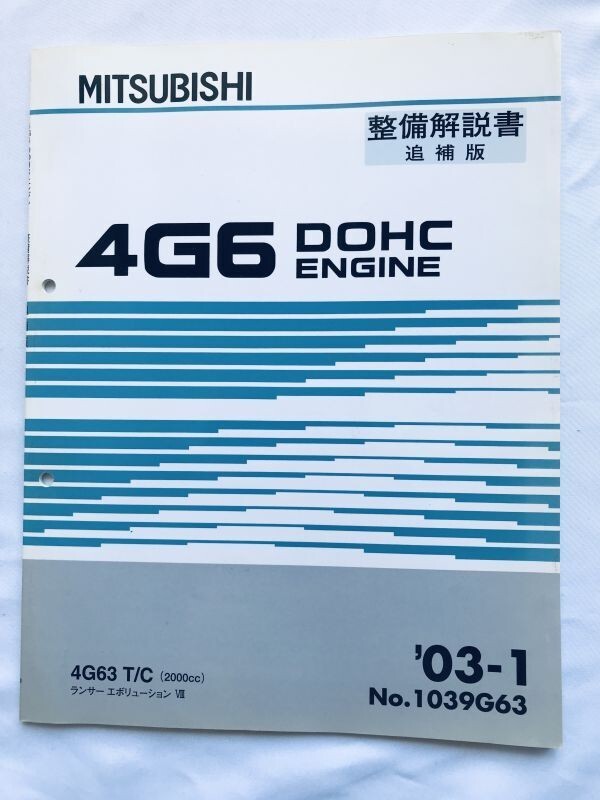 MITSUBISHI
整備解説書
追補版
4G6 DOHC
ENGINE
'03-1
No.1039G63
4G63 T/C (2000cc)
ランサー エボリューション Ⅷ